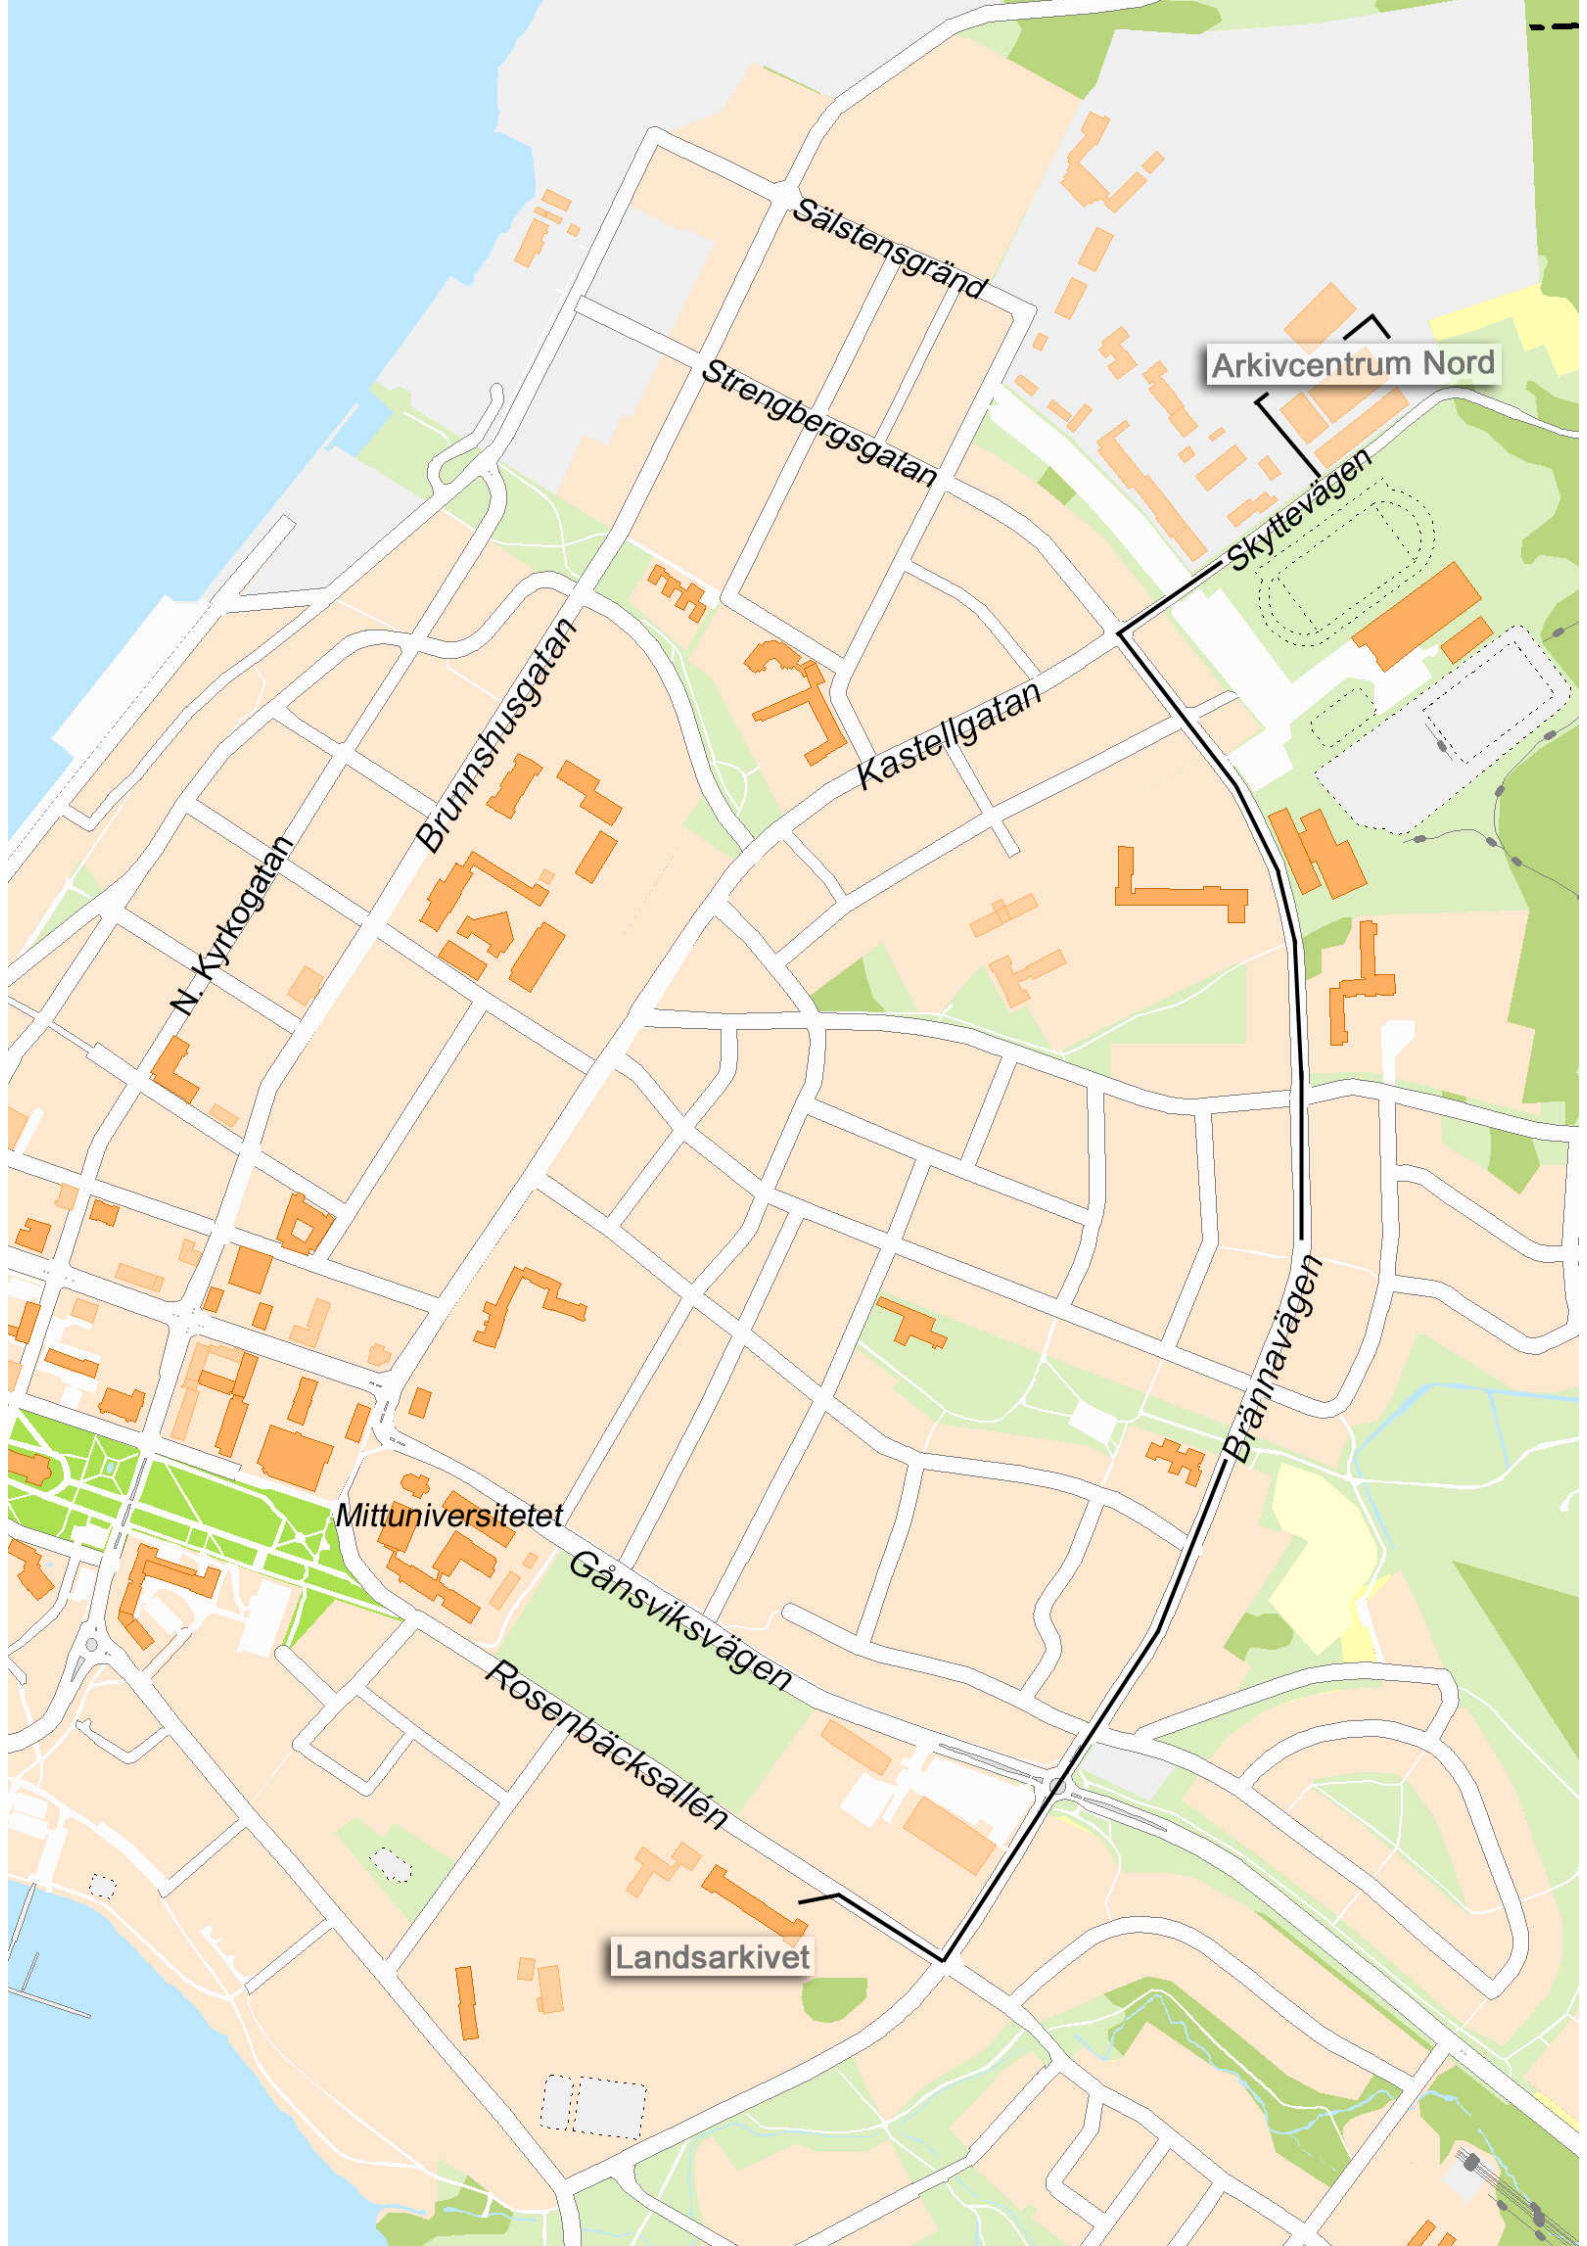 Sälstensgränd
Arkivcentrum Nord
Strengbergsgatan
Skyttevägen
Brunnshusgatan
Kastellgatan
N. Kyrkogatan
Brännavägen
Mittuniversitetet
Gånsviksvägen
Rosenbäcksallén
Landsarkivet